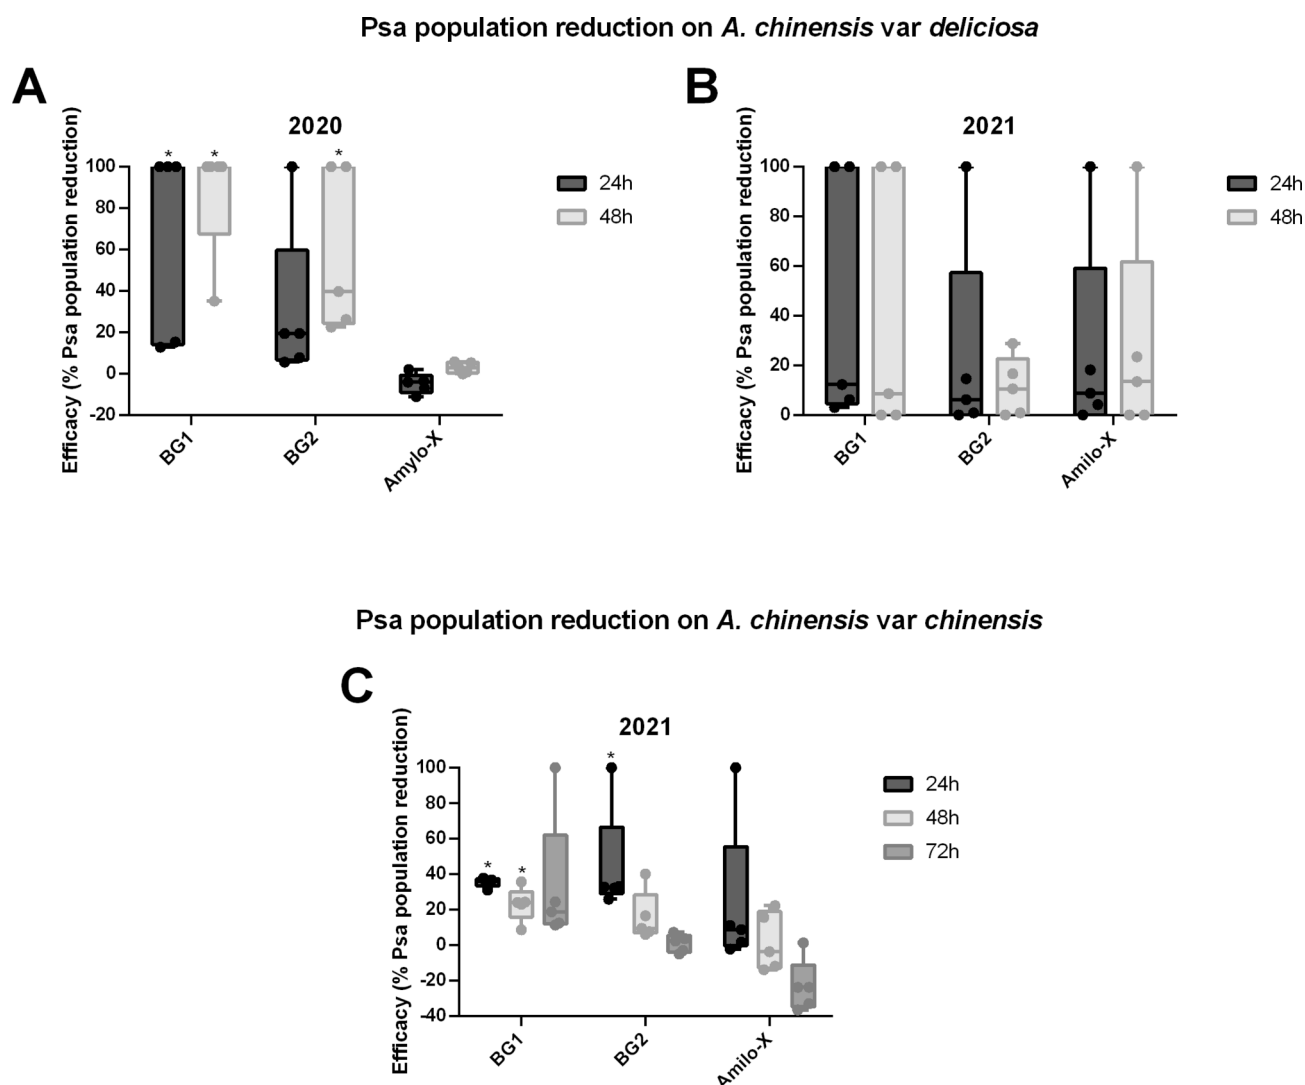 Psa population reduction on A. chinensis var deliciosa
A
2020
Efficacy (% Psa population reduction)
100
80
60
40
20
0
-20
* * *
BG1
BG2
Amylo-X
24h
48h
B
2021
Efficacy (% Psa population reduction)
100
80
60
40
20
0
BG1
BG2
Amilo-X
24h
48h
Psa population reduction on A. chinensis var chinensis
C
2021
Efficacy (% Psa population reduction)
100
80
60
40
20
0
-20
-40
* * *
BG1
BG2
Amilo-X
24h
48h
72h